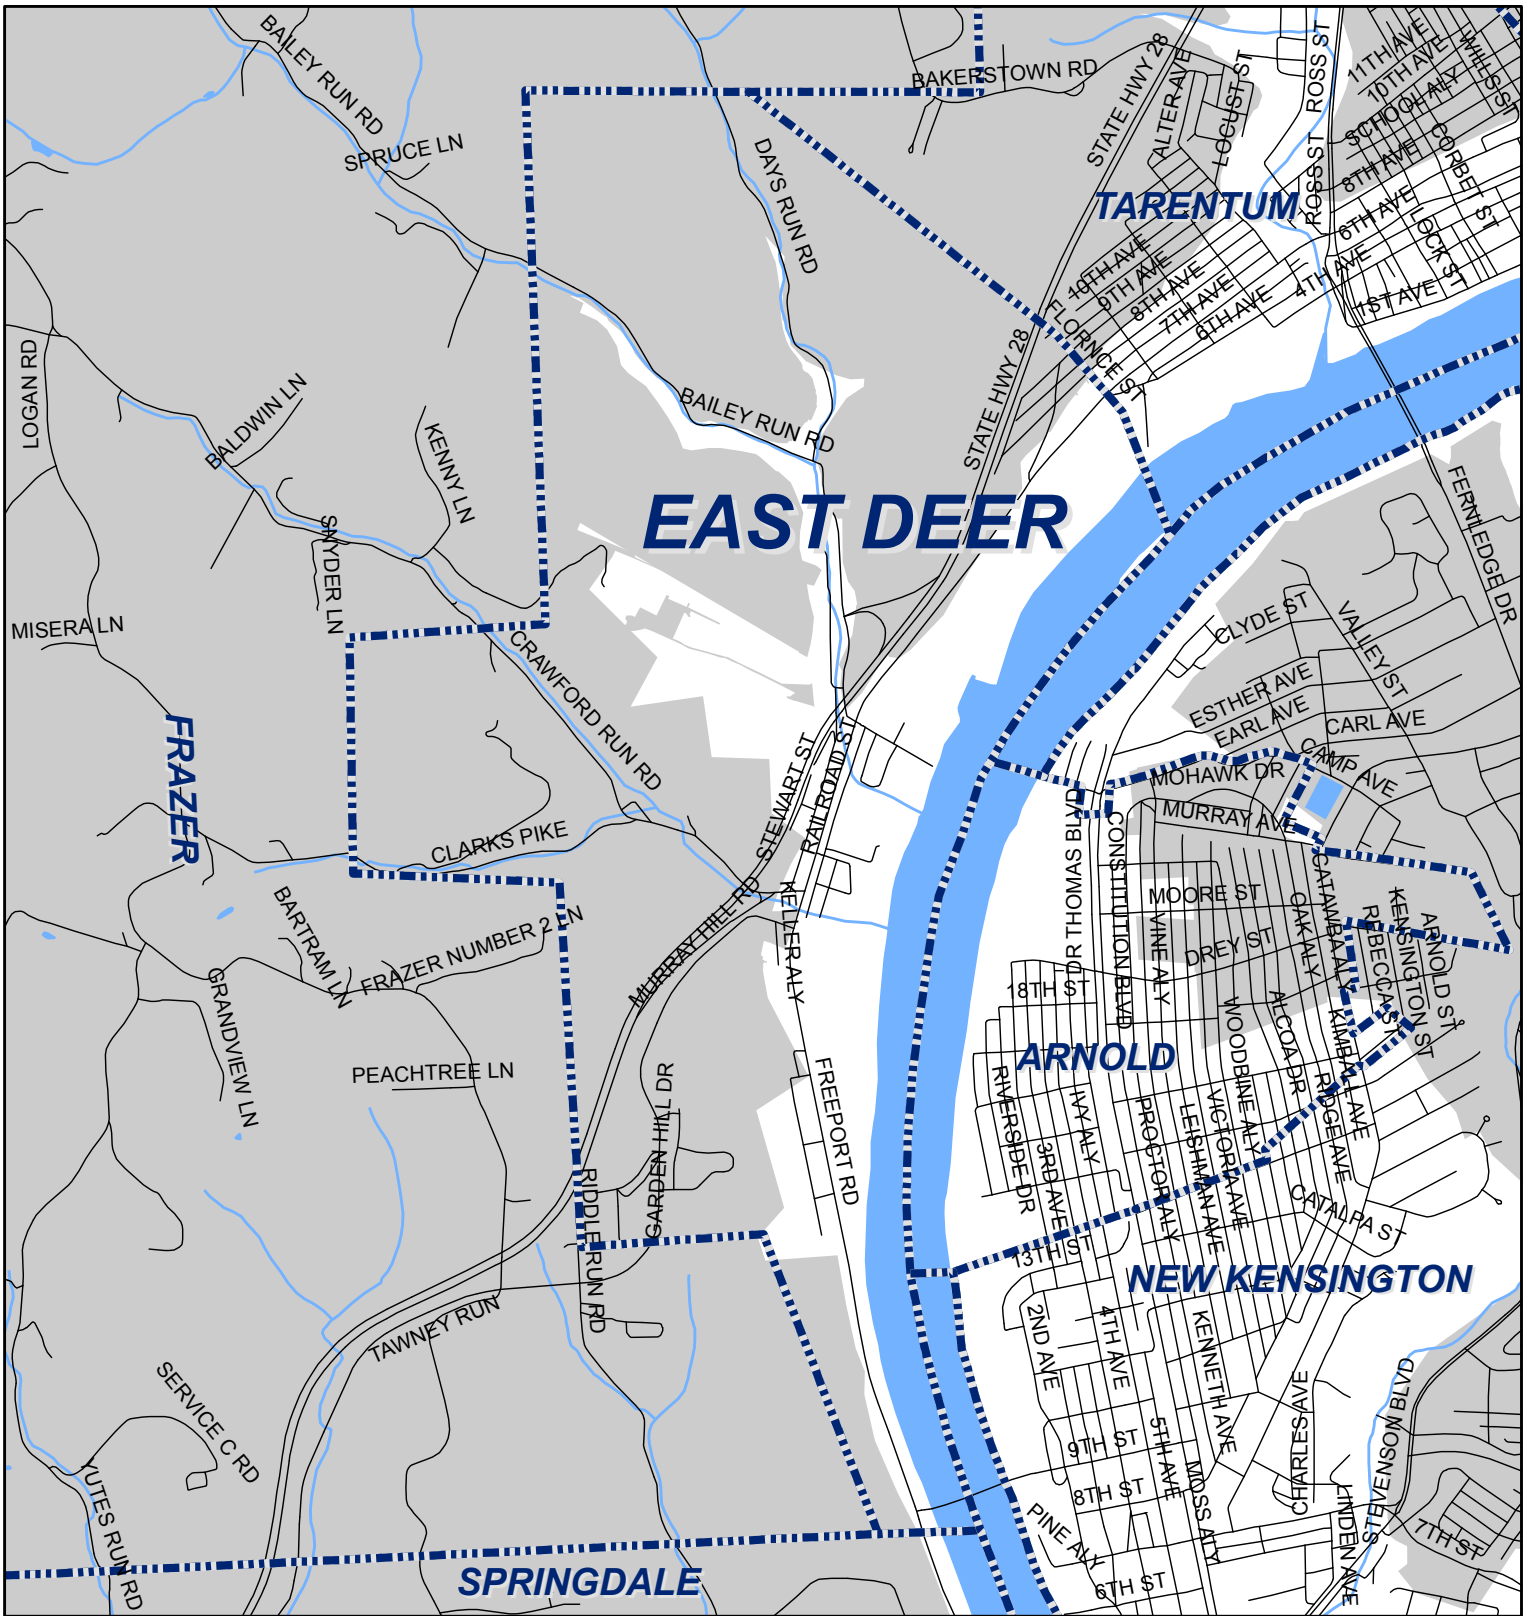 BAILEY RUN RD
BAKERSTOWN RD
STATE HWY 28
ALTER AVE
LOCUST ST
ROSS ST
ROSS ST
11TH AVE
10TH AVE
SCHOOL ALY
WILLS ST
8TH AVE
CORBET ST
6TH AVE
LOCK ST
4TH AVE
1ST AVE
SPRUCE LN
DAYS RUN RD
TARENTUM
10TH AVE
9TH AVE
8TH AVE
7TH AVE
6TH AVE
FLORNCE ST
STATE HWY 28
LOGAN RD
BALDWIN LN
KENNY LN
BAILEY RUN RD
EAST DEER
FERNLEDGE DR
SNYDER LN
MISERA LN
CRAWFORD RUN RD
CLYDE ST
VALLEY ST
ESTHER AVE
EARL AVE
CARL AVE
CAMP AVE
FRAZER
STEWART ST
RAILROAD ST
MOHAWK DR
MURRAY AVE
DR THOMAS BLVD
CONSTITUTION BLVD
CLARKS PIKE
MOORE ST
VINE ALY
DREY ST
OAK ALY
CATAWBA ALY
REBECCA ST
KENSINGTON ST
ARNOLD ST
BARTRAM LN
FRAZER NUMBER 2 LN
MURRAY HILL RD
KELLER ALY
GRANDVIEW LN
18TH ST
WOODBINE ALY
ALCOA DR
KIMBALL AVE
RIDGE AVE
ARNOLD
PEACHTREE LN
GARDEN HILL DR
FREEPORT RD
RIVERSIDE DR
3RD AVE
IVY ALY
PROCTOR ALY
LEISHMAN AVE
VICTORIA AVE
CATALPA ST
RIDDLE RUN RD
13TH ST
NEW KENSINGTON
TAWNEY RUN
2ND AVE
4TH AVE
KENNETH AVE
SERVICE C RD
CHARLES AVE
STEVENSON BLVD
9TH ST
5TH AVE
8TH ST
MOSS ALY
LINDEN AVE
7TH ST
YUTES RUN RD
PINE ALY
6TH ST
SPRINGDALE